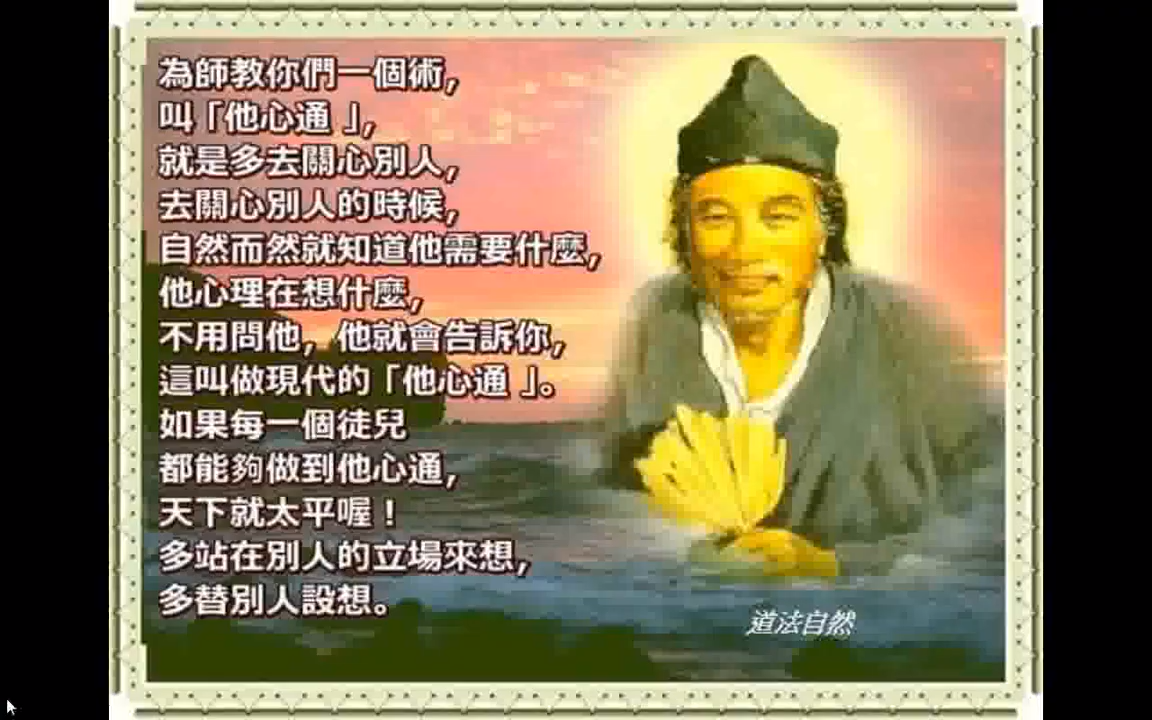 為師教你們一個術,
叫「他心通 」,
就是多去關心別人,
去關心別人的時候,
自然而然就知道他需要什麼,
他心理在想什麼,
不用問他，他就會告訴你,
這叫做現代的「他心通 」。
如果每一個徒兒
都能夠做到他心通,
天下就太平喔！
多站在別人的立場來想,
多替別人設想。
道法自然